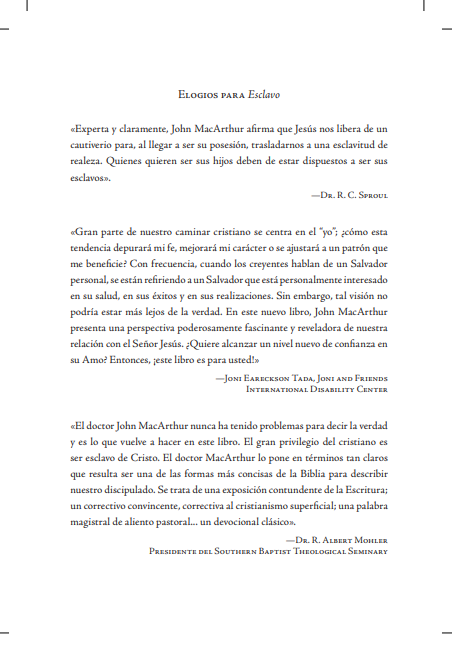 Elogios para Esclavo
«Experta y claramente, John MacArthur afirma que Jesús nos libera de un
cautiverio para, al llegar a ser su posesión, trasladarnos a una esclavitud de
realeza. Quienes quieren ser sus hijos deben de estar dispuestos a ser sus
esclavos».
—Dr. R. C. Sproul
«Gran parte de nuestro caminar cristiano se centra en el “yo”; ¿cómo esta
tendencia depurará mi fe, mejorará mi carácter o se ajustará a un patrón que
me beneficie? Con frecuencia, cuando los creyentes hablan de un Salvador
personal, se están refiriendo a un Salvador que está personalmente interesado
en su salud, en sus éxitos y en sus realizaciones. Sin embargo, tal visión no
podría estar más lejos de la verdad. En este nuevo libro, John MacArthur
presenta una perspectiva poderosamente fascinante y reveladora de nuestra
relación con el Señor Jesús. ¿Quiere alcanzar un nivel nuevo de confianza en
su Amo? Entonces, ¡este libro es para usted!»
—Joni Eareckson Tada, Joni and Friends
International Disability Center
«El doctor John MacArthur nunca ha tenido problemas para decir la verdad
y es lo que vuelve a hacer en este libro. El gran privilegio del cristiano es
ser esclavo de Cristo. El doctor MacArthur lo pone en términos tan claros
que resulta ser una de las formas más concisas de la Biblia para describir
nuestro discipulado. Se trata de una exposición contundente de la Escritura;
un correctivo convincente, correctiva al cristianismo superficial; una palabra
magistral de aliento pastoral... un devocional clásico».
—Dr. R. Albert Mohler
Presidente del Southern Baptist Theological Seminary